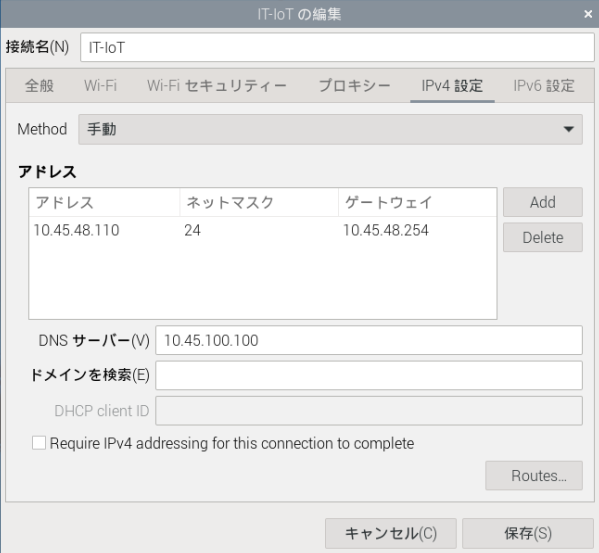 IT-IoT の編集 ×
接続名(N) IT-IoT
全般 Wi-Fi Wi-Fi セキュリティー プロキシー IPv4 設定 IPv6 設定
Method 手動
アドレス
アドレス ネットマスク ゲートウェイ Add
10.45.48.110 24 10.45.48.254 Delete
DNS サーバー(V) 10.45.100.100
ドメインを検索(E)
DHCP client ID
Require IPv4 addressing for this connection to complete
Routes...
キャンセル(C) 保存(S)